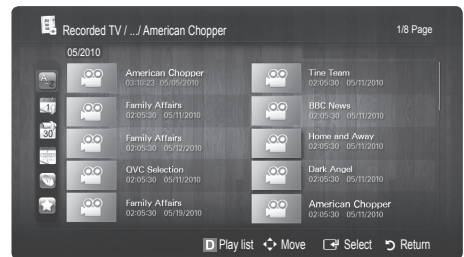 Recorded TV / .../ American Chopper
1/8 Page
05/2010
American Chopper
03:10:23 05/05/2010
Tine Team
02:05:30 05/11/2010
Family Affairs
02:05:30 05/11/2010
BBC News
02:05:30 05/11/2010
Family Affairs
02:05:30 05/12/2010
Home and Away
02:05:30 05/11/2010
QVC Selection
02:05:30 05/11/2010
Dark Angel
02:05:30 05/11/2010
Family Affairs
02:05:30 05/19/2010
American Chopper
02:05:30 05/11/2010
1
30
D Play list Move Select Return